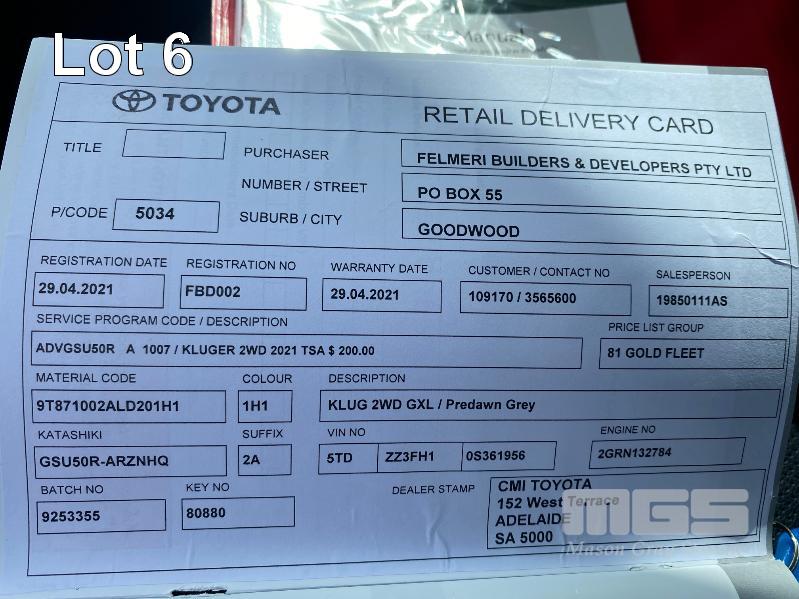 Lot 6
Manual
TOYOTA
RETAIL DELIVERY CARD
TITLE
PURCHASER
FELMERI BUILDERS & DEVELOPERS PTY LTD
NUMBER / STREET
PO BOX 55
P/CODE
5034
SUBURB / CITY
GOODWOOD
REGISTRATION DATE
REGISTRATION NO
WARRANTY DATE
CUSTOMER / CONTACT NO
SALESPERSON
29.04.2021
FBD002
29.04.2021
109170 / 3565600
19850111AS
SERVICE PROGRAM CODE / DESCRIPTION
PRICE LIST GROUP
ADVGSU50R A 1007 / KLUGER 2WD 2021 TSA $ 200.00
81 GOLD FLEET
MATERIAL CODE
COLOUR
DESCRIPTION
9T871002ALD201H1
1H1
KLUG 2WD GXL / Predawn Grey
KATASHIKI
SUFFIX
VIN NO
ENGINE NO
GSU50R-ARZNHQ
2A
5TD
ZZ3FH1
0S361956
2GRN132784
BATCH NO
KEY NO
DEALER STAMP
9253355
80880
CMI TOYOTA
152 West Terrace
ADELAIDE
SA 5000
MGS
Mason Gray